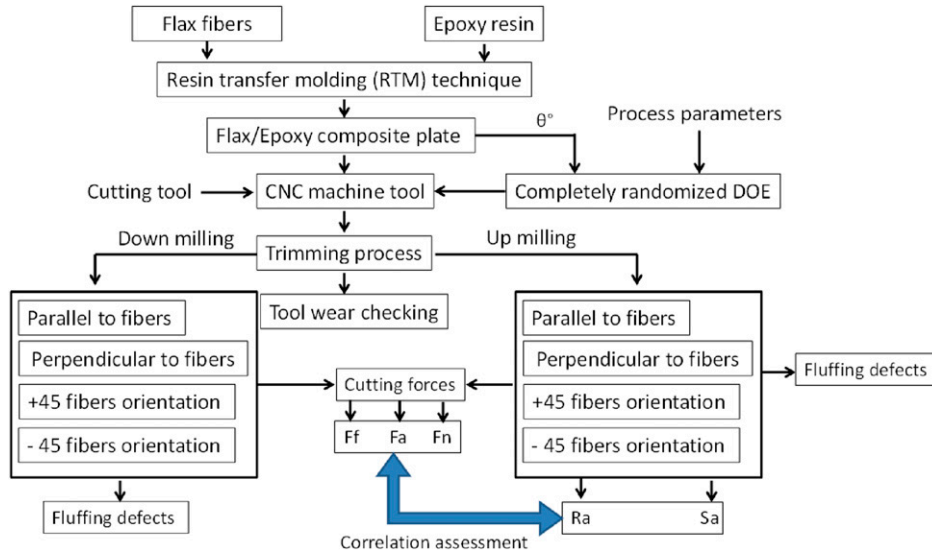 Flax fibers
Epoxy resin
Resin transfer molding (RTM) technique
Flax/Epoxy composite plate
θ°
Process parameters
Cutting tool
CNC machine tool
Completely randomized DOE
Down milling
Trimming process
Up milling
Tool wear checking
Parallel to fibers
Perpendicular to fibers
+45 fibers orientation
- 45 fibers orientation
Fluffing defects
Cutting forces
Ff Fa Fn
Parallel to fibers
Perpendicular to fibers
+45 fibers orientation
- 45 fibers orientation
Fluffing defects
Ra Sa
Correlation assessment